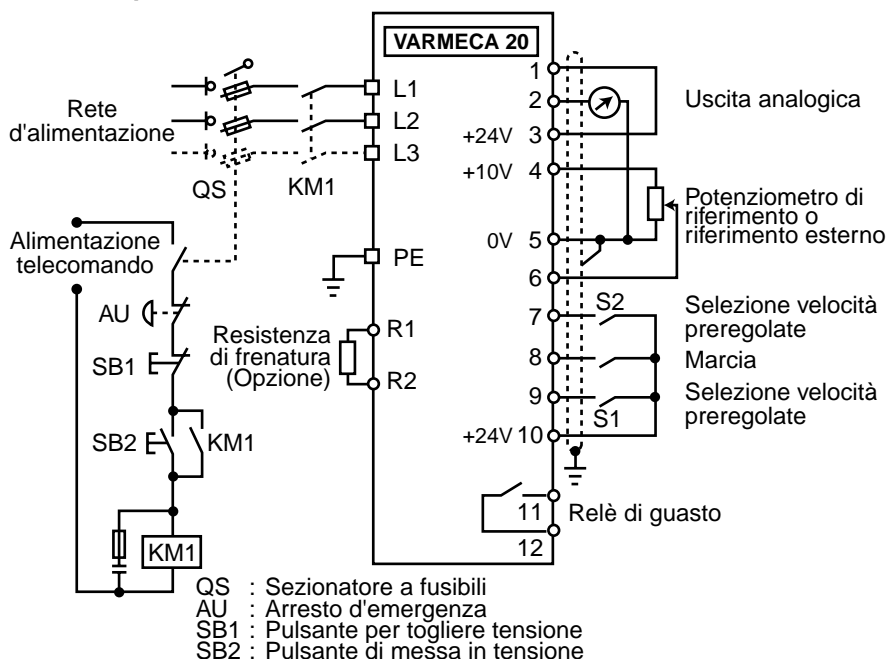 VARMECA 20
Rete
d'alimentazione
QS
KM1
L1
L2
L3
PE
R1
R2
Resistenza
di frenatura
(Opzione)
Alimentazione
telecomando
AU
SB1
SB2
KM1
KM1
1
2
+24V 3
+10V 4
0V 5
6
7
8
9
+24V 10
11
12
S2
S1
Uscita analogica
Potenziometro di
riferimento o
riferimento esterno
Selezione velocità
preregolate
Marcia
Selezione velocità
preregolate
Relè di guasto
QS : Sezionatore a fusibili
AU : Arresto d'emergenza
SB1 : Pulsante per togliere tensione
SB2 : Pulsante di messa in tensione